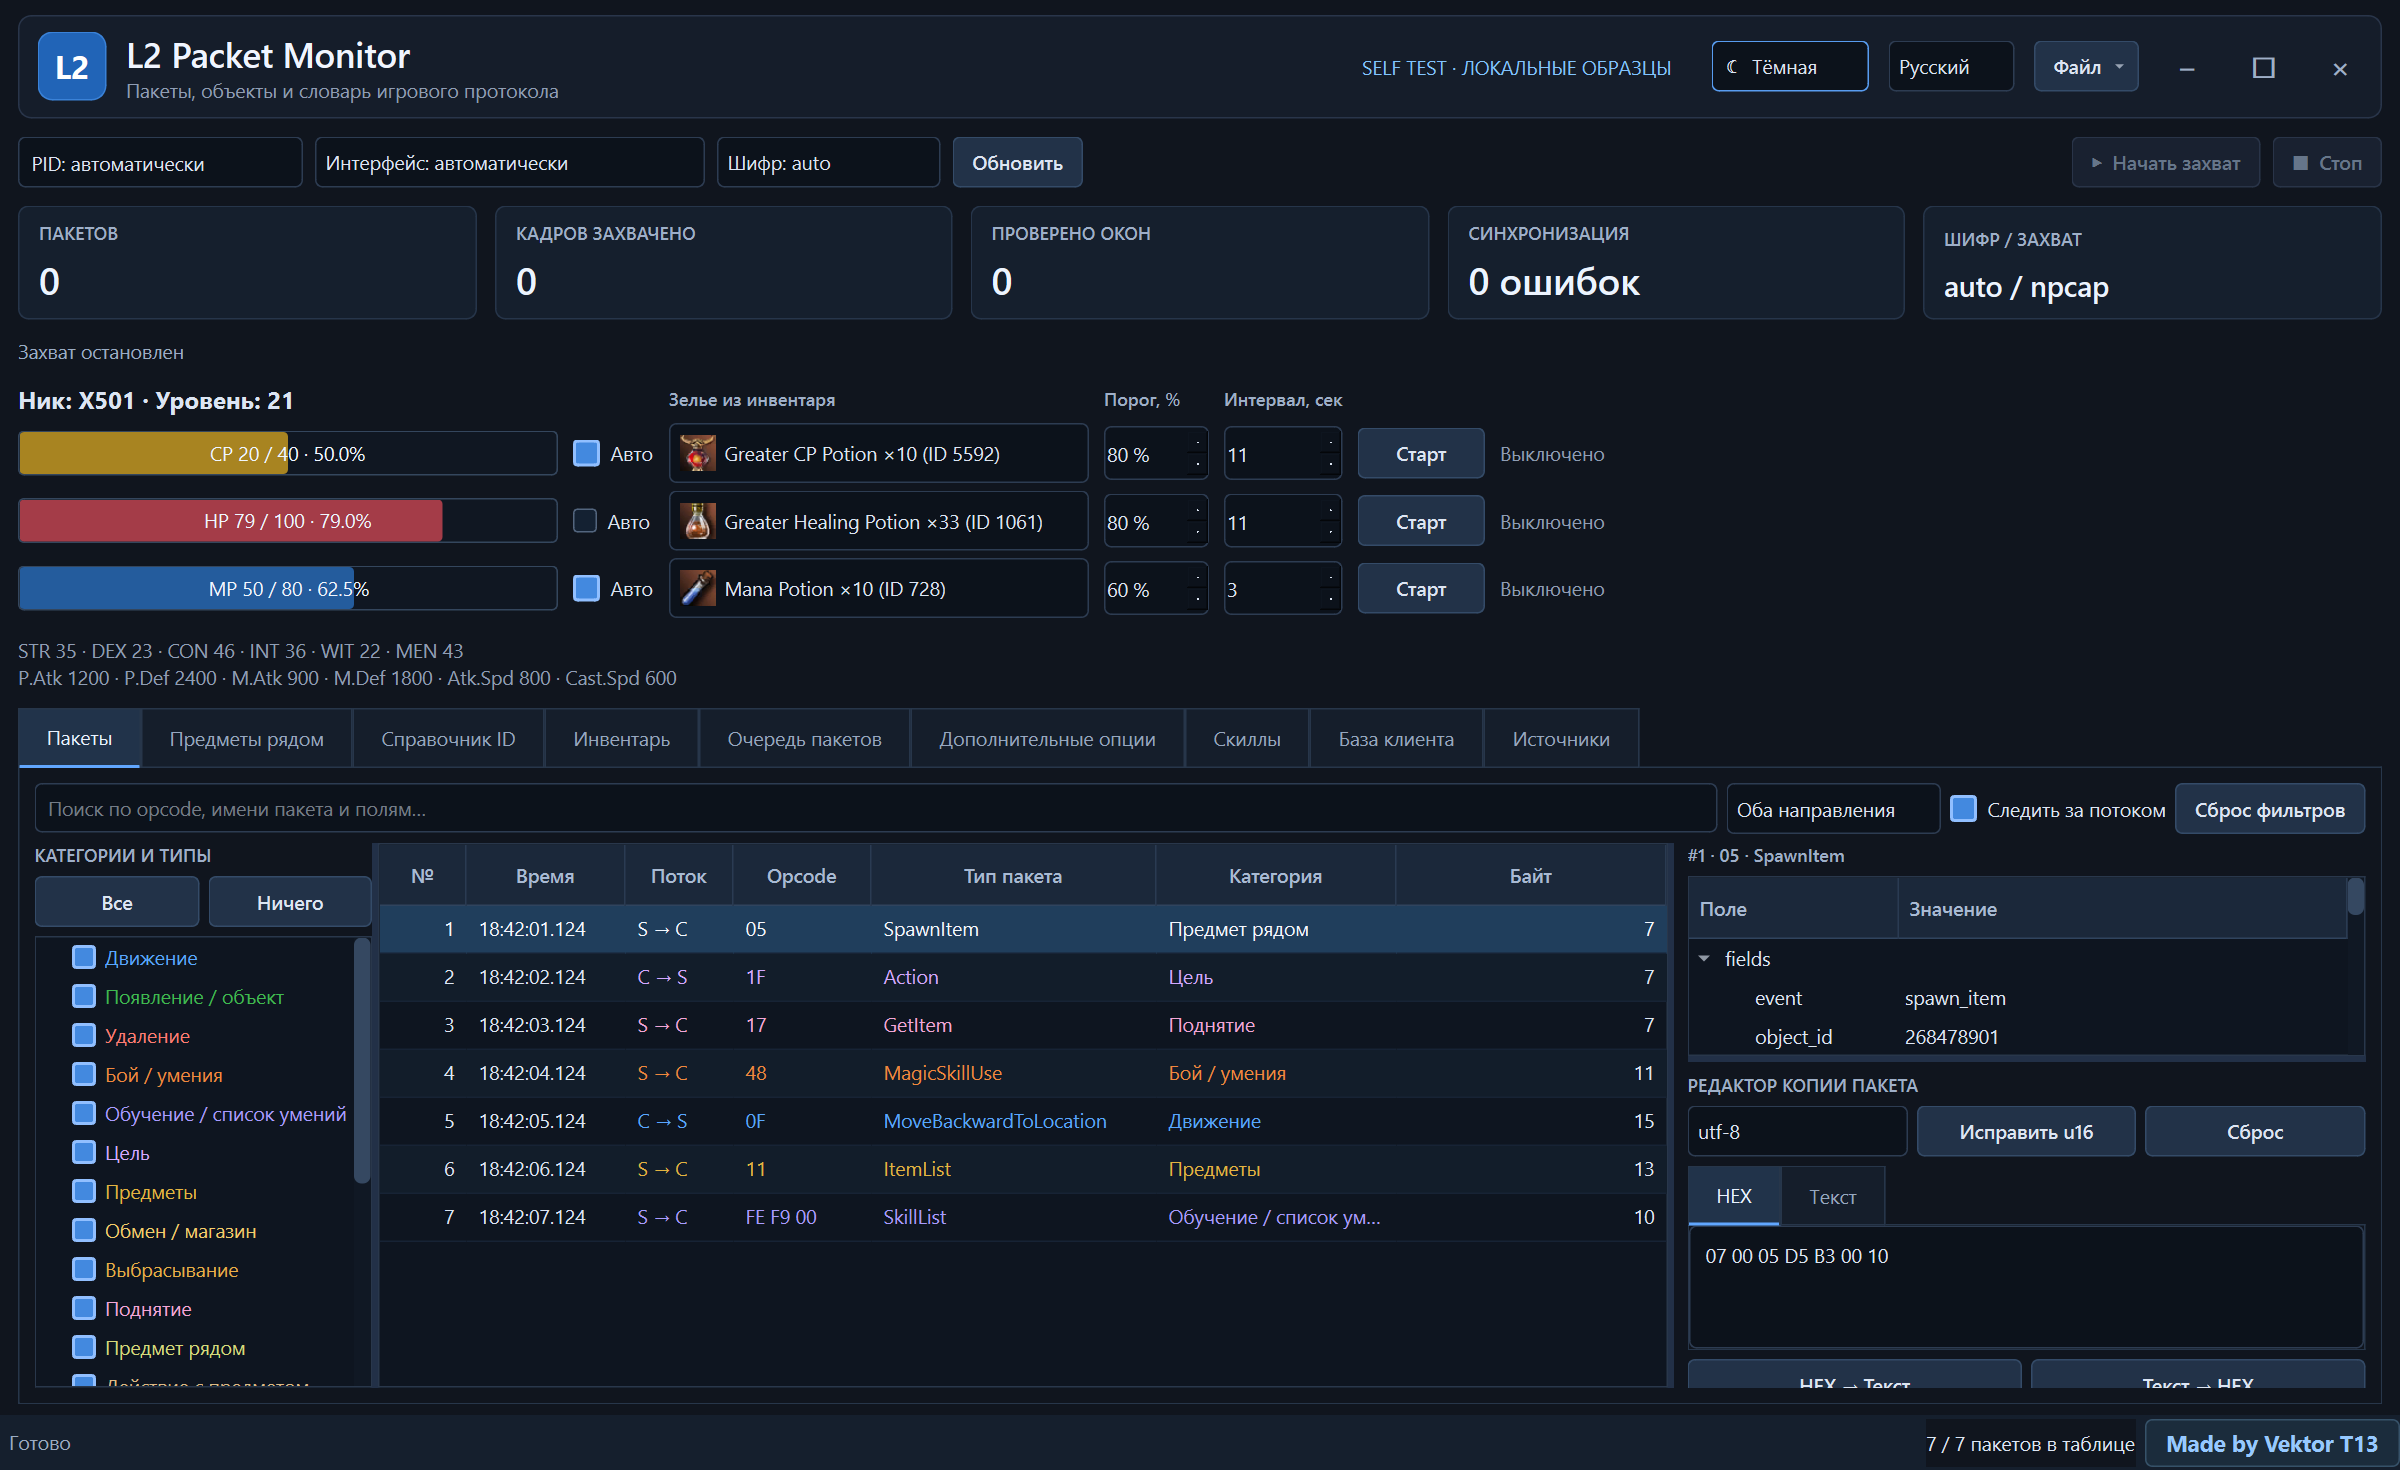 L2
L2 Packet Monitor
Пакеты, объекты и словарь игрового протокола
SELF TEST · ЛОКАЛЬНЫЕ ОБРАЗЦЫ
Тёмная
Русский
Файл
PID: автоматически
Интерфейс: автоматически
Шифр: auto
Обновить
Начать захват
Стоп
ПАКЕТОВ
0
КАДРОВ ЗАХВАЧЕНО
0
ПРОВЕРЕНО ОКОН
0
СИНХРОНИЗАЦИЯ
0 ошибок
ШИФР / ЗАХВАТ
auto / npcap
Захват остановлен
Ник: X501 · Уровень: 21
Зелье из инвентаря
Порог, %
Интервал, сек
CP 20 / 40 · 50.0%
Авто
Greater CP Potion ×10 (ID 5592)
80 %
11
Старт
Выключено
HP 79 / 100 · 79.0%
Авто
Greater Healing Potion ×33 (ID 1061)
80 %
11
Старт
Выключено
MP 50 / 80 · 62.5%
Авто
Mana Potion ×10 (ID 728)
60 %
3
Старт
Выключено
STR 35 · DEX 23 · CON 46 · INT 36 · WIT 22 · MEN 43
P.Atk 1200 · P.Def 2400 · M.Atk 900 · M.Def 1800 · Atk.Spd 800 · Cast.Spd 600
Пакеты
Предметы рядом
Справочник ID
Инвентарь
Очередь пакетов
Дополнительные опции
Скиллы
База клиента
Источники
Поиск по opcode, имени пакета и полям...
Оба направления
Следить за потоком
Сброс фильтров
КАТЕГОРИИ И ТИПЫ
Все
Ничего
Движение
Появление / объект
Удаление
Бой / умения
Обучение / список умений
Цель
Предметы
Обмен / магазин
Выбрасывание
Поднятие
Предмет рядом
Действие с предметом
№ Время Поток Opcode Тип пакета Категория Байт
1 18:42:01.124 S → C 05 SpawnItem Предмет рядом 7
2 18:42:02.124 C → S 1F Action Цель 7
3 18:42:03.124 S → C 17 GetItem Поднятие 7
4 18:42:04.124 S → C 48 MagicSkillUse Бой / умения 11
5 18:42:05.124 C → S 0F MoveBackwardToLocation Движение 15
6 18:42:06.124 S → C 11 ItemList Предметы 13
7 18:42:07.124 S → C FE F9 00 SkillList Обучение / список ум... 10
#1 · 05 · SpawnItem
Поле Значение
fields
event spawn_item
object_id 268478901
РЕДАКТОР КОПИИ ПАКЕТА
utf-8
Исправить u16
Сброс
HEX
Текст
07 00 05 D5 B3 00 10
HEX → Текст
Текст → HEX
Готово
7 / 7 пакетов в таблице
Made by Vektor T13